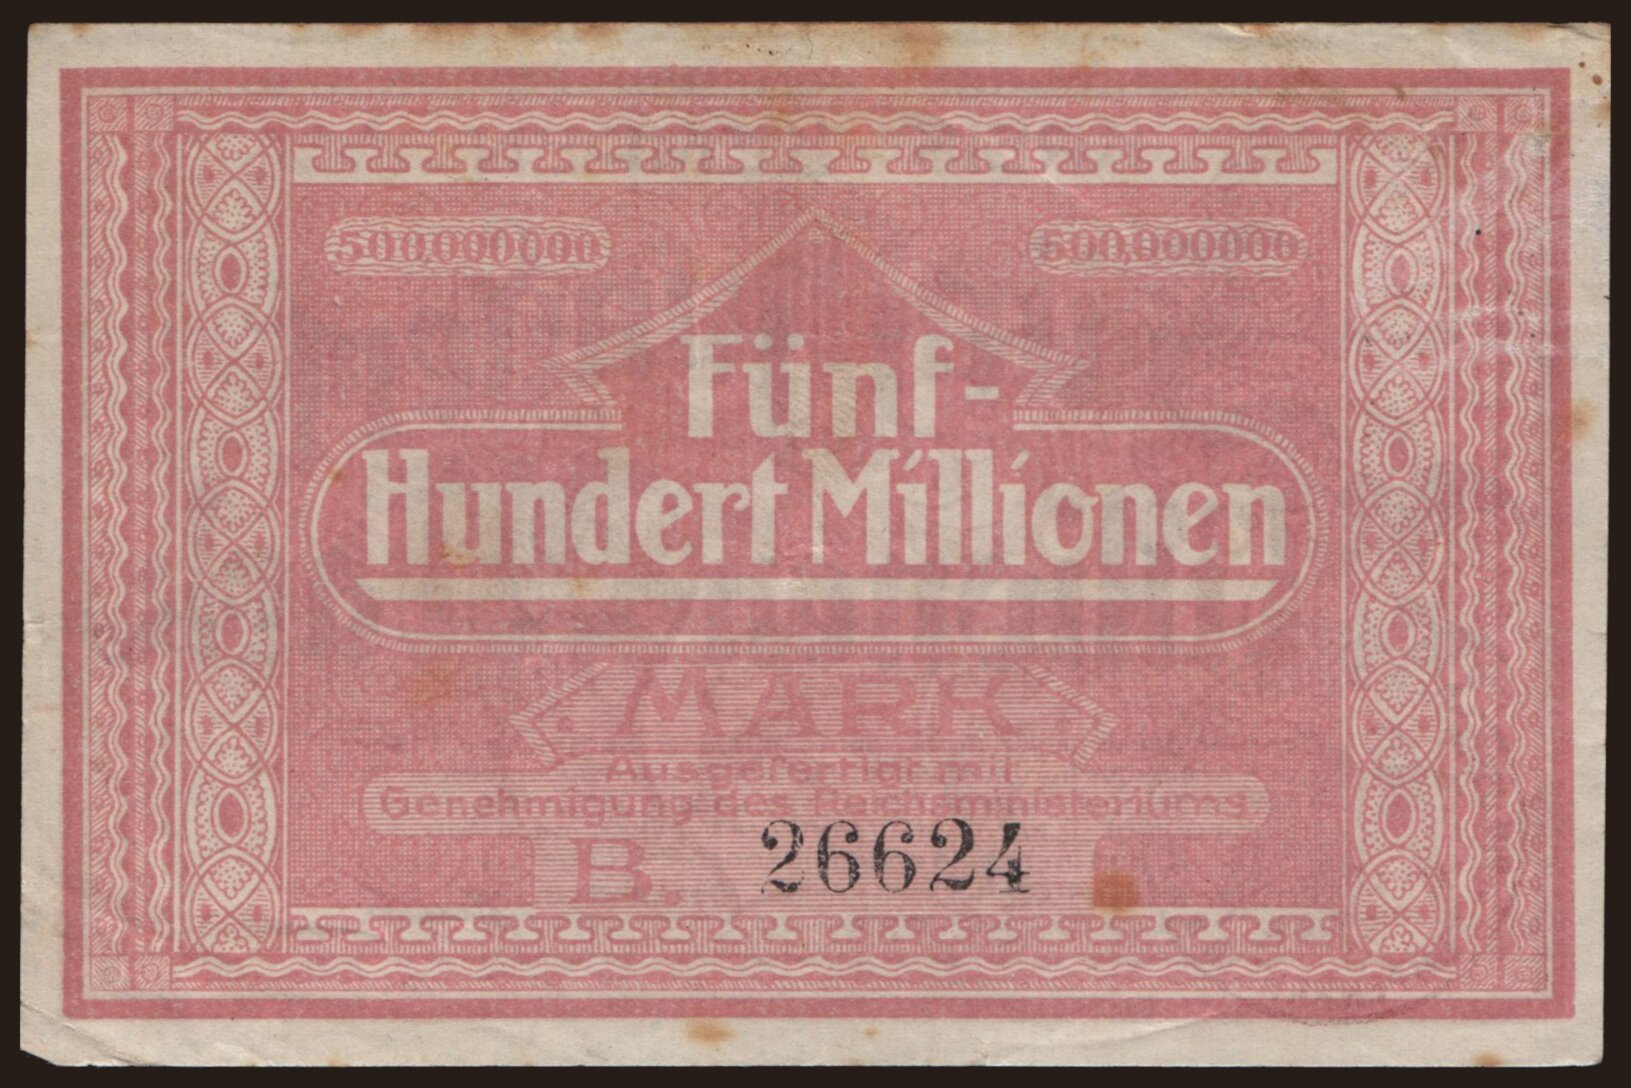 500,000000 500,000000
Fünf-
Hundert Millionen
MARK
Ausgefertigt mit
Genehmigung des Reichsministeriums
B. 26624